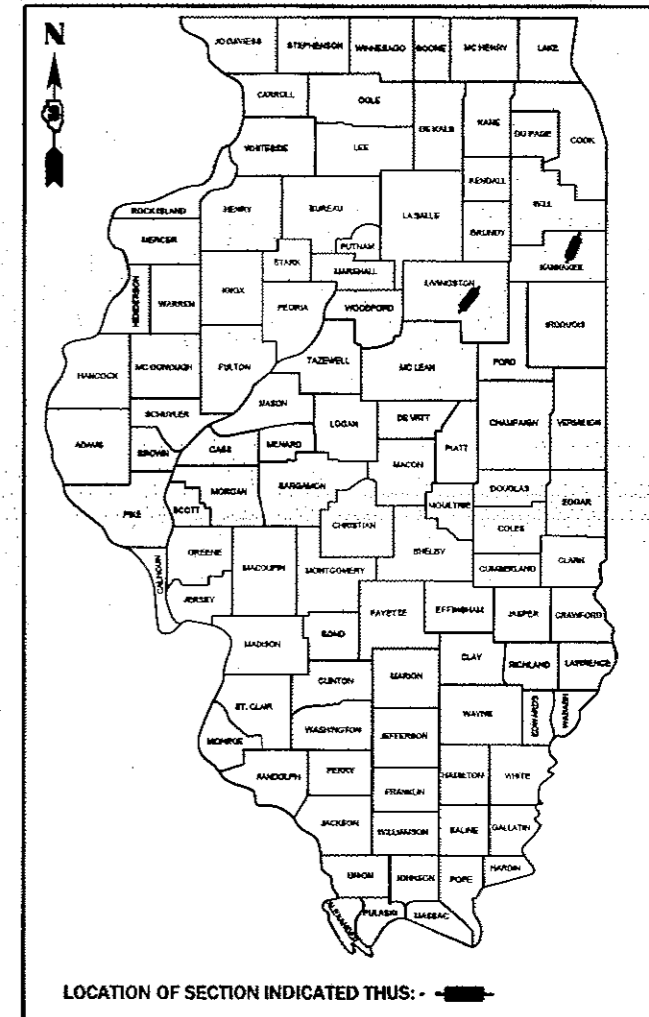 N
JO DAVIESS STEPHENSON WINNEBAGO BOONE MC HENRY LAKE
CARROLL OGLE DE KALB KANE DU PAGE COOK
WHITESIDE LEE KENDALL WILL
ROCK ISLAND HENRY BUREAU LA SALLE GRUNDY
MERCER PUTNAM KANKAKEE
HENDERSON WARREN KNOX STARK MARSHALL LIVINGSTON
PEORIA WOODFORD IROQUOIS
HANCOCK MC DONOUGH FULTON TAZEWELL MC LEAN FORD
SCHUYLER MASON LOGAN DE WITT CHAMPAIGN VERMILION
ADAMS BROWN CASS MENARD MACON PIATT
PIKE SCOTT MORGAN SANGAMON CHRISTIAN MOULTRIE DOUGLAS EDGAR
COLES
CALHOUN GREENE MACOUPIN MONTGOMERY SHELBY CUMBERLAND CLARK
JERSEY FAYETTE EFFINGHAM JASPER CRAWFORD
MADISON BOND CLAY RICHLAND LAWRENCE
CLINTON MARION EDWARDS WABASH
ST. CLAIR WASHINGTON JEFFERSON WAYNE
MONROE RANDOLPH PERRY FRANKLIN HAMILTON WHITE
JACKSON WILLIAMSON SALINE GALLATIN
UNION JOHNSON POPE HARDIN
ALEXANDER PULASKI MASSAC
LOCATION OF SECTION INDICATED THUS: -